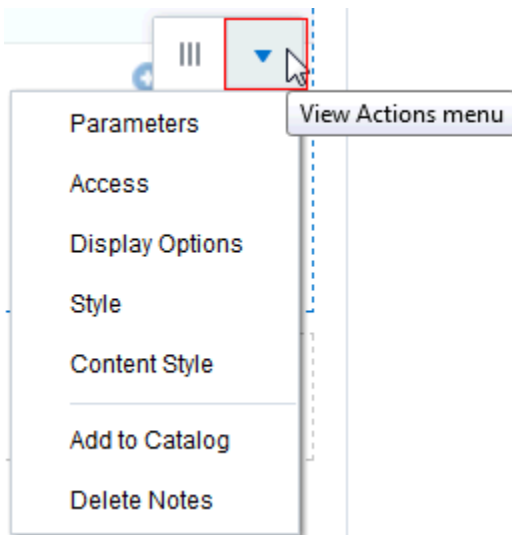 View Actions menu
Parameters
Access
Display Options
Style
Content Style
Add to Catalog
Delete Notes